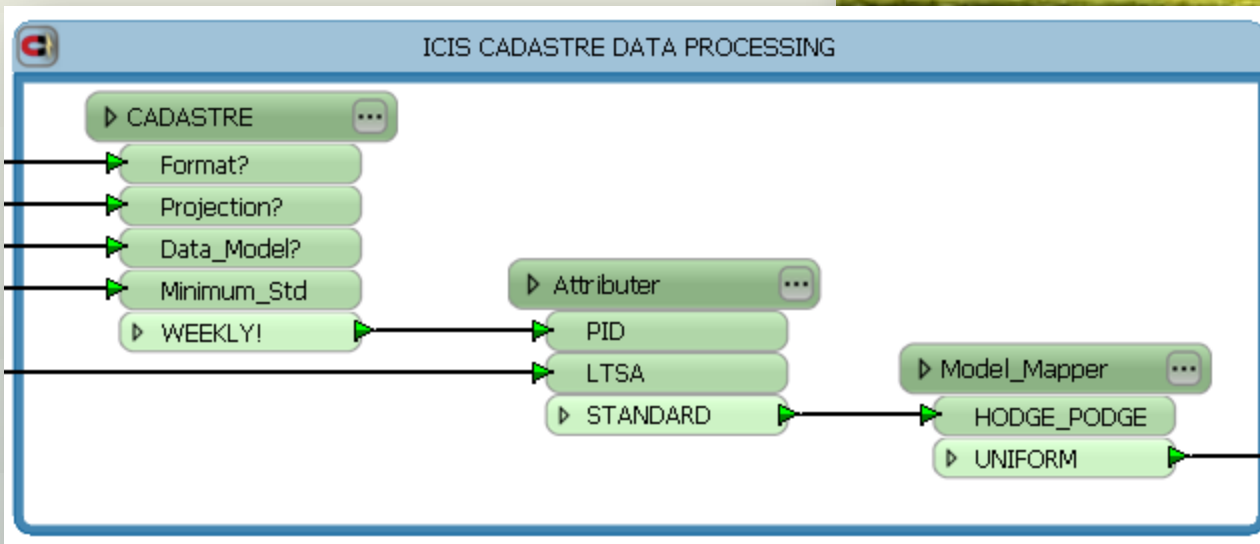 ICIS CADASTRE DATA PROCESSING
CADASTRE
Format?
Projection?
Data_Model?
Minimum_Std
WEEKLY!
Attributer
PID
LTSA
STANDARD
Model_Mapper
HODGE_PODGE
UNIFORM